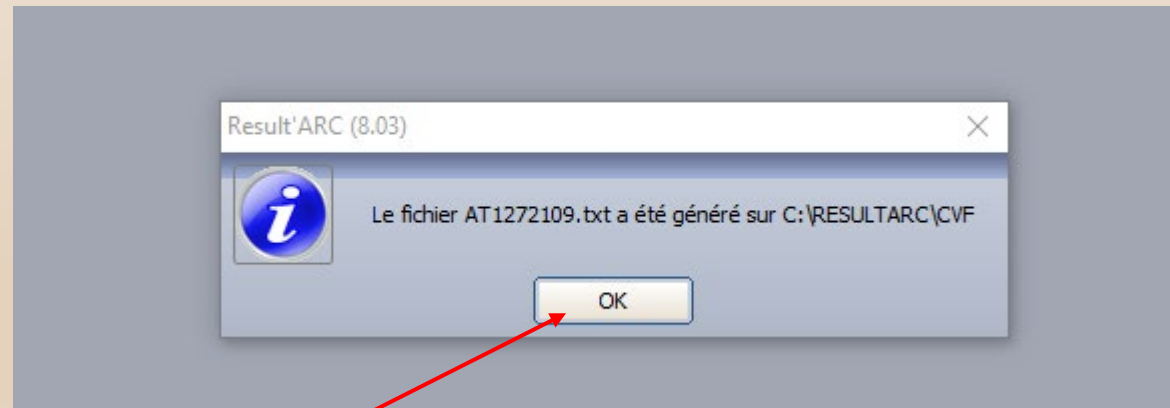 Result'ARC (8.03)
Le fichier AT1272109.txt a été généré sur C:\RESULTARC\CVF
OK